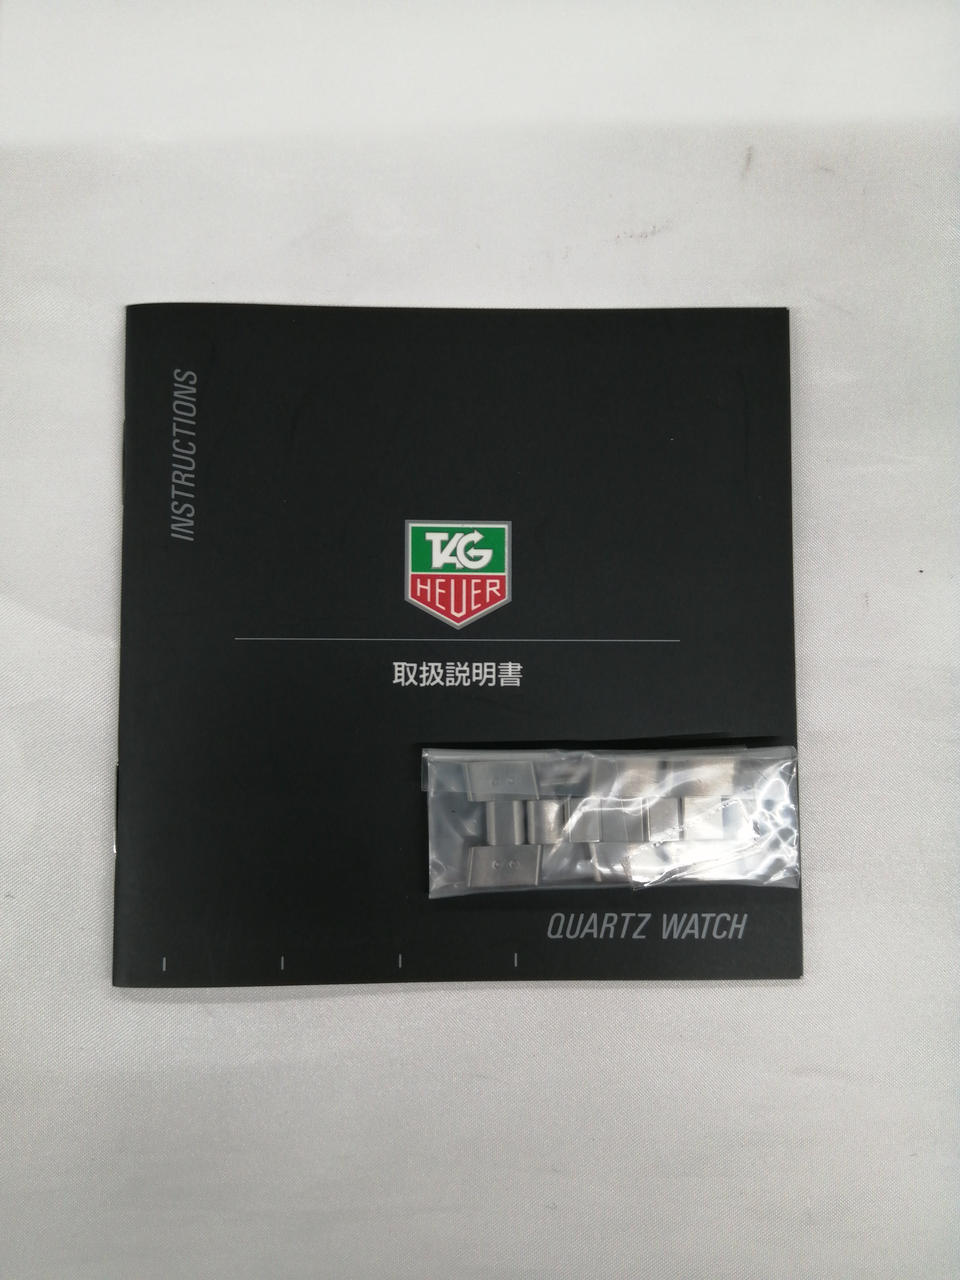 INSTRUCTIONS
TAG
HEUER
取扱説明書
QUARTZ WATCH